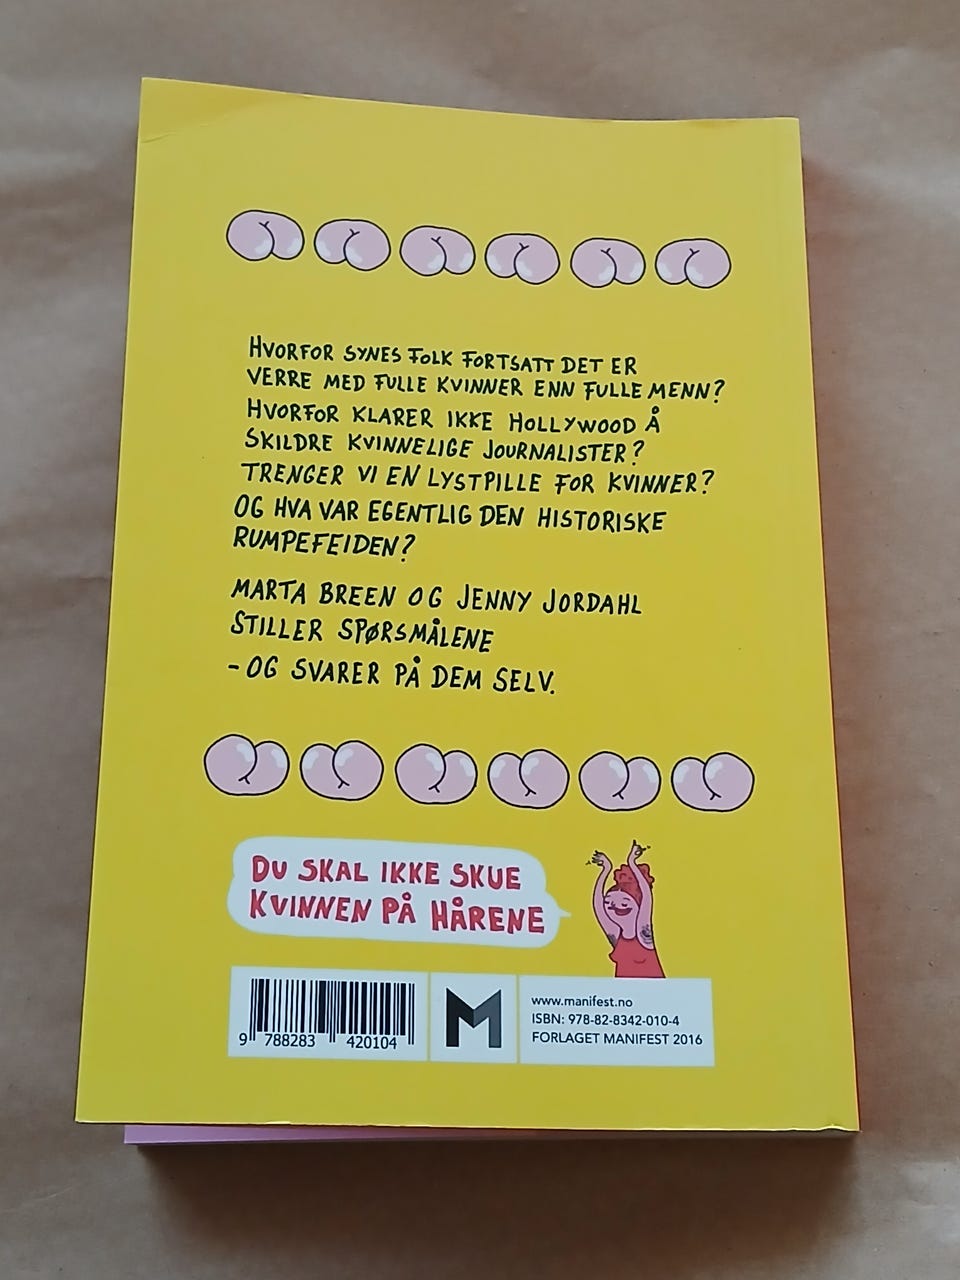 HVORFOR SYNES FOLK FORTSATT DET ER
VERRE MED FULLE KVINNER ENN FULLE MENN?
HVORFOR KLARER IKKE HOLLYWOOD Å
SKILDRE KVINNELIGE JOURNALISTER?
TRENGER VI EN LYSTPILLE FOR KVINNER?
OG HVA VAR EGENTLIG DEN HISTORISKE
RUMPEFEIDEN?
MARTA BREEN OG JENNY JORDAHL
STILLER SPØRSMÅLENE
- OG SVARER PÅ DEM SELV.
DU SKAL IKKE SKUE
KVINNEN PÅ HÅRENE
9 788283 420104
M
www.manifest.no
ISBN: 978-82-8342-010-4
FORLAGET MANIFEST 2016